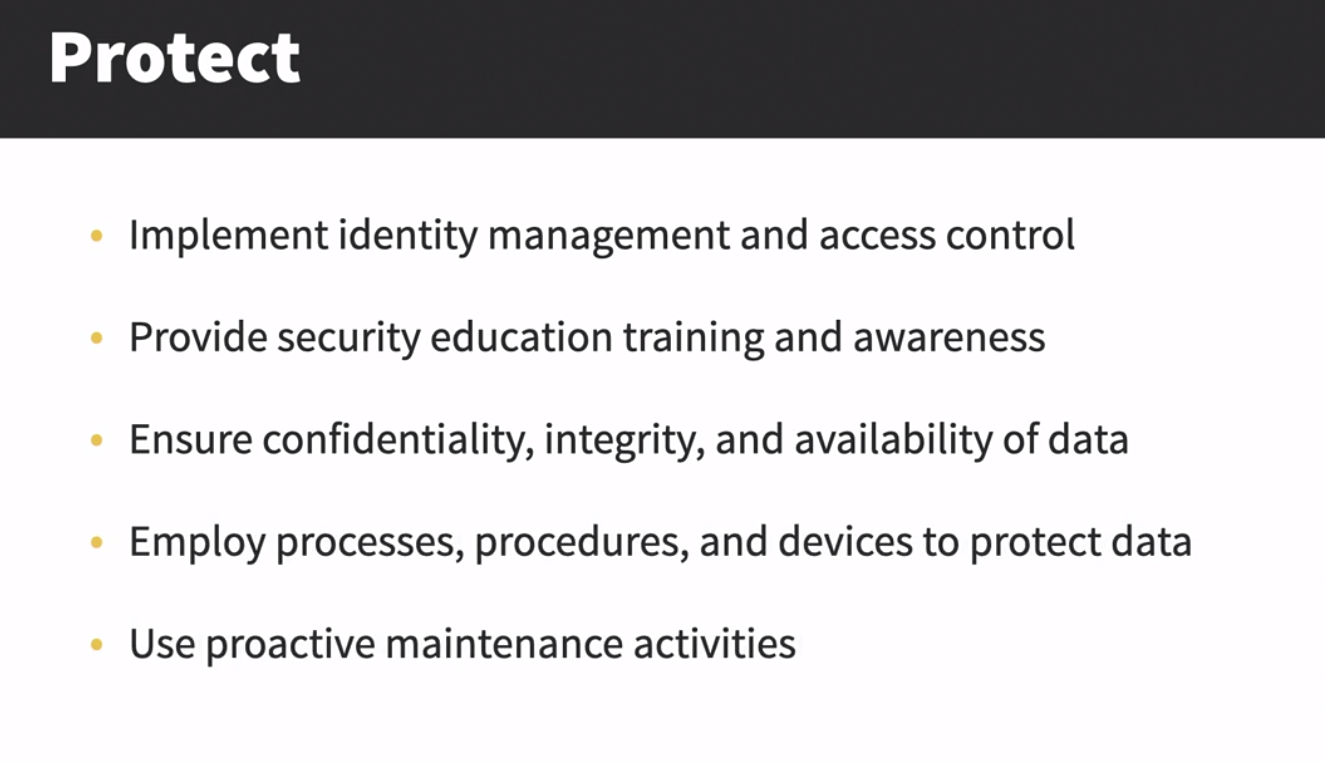 Protect
• Implement identity management and access control
• Provide security education training and awareness
• Ensure confidentiality, integrity, and availability of data
• Employ processes, procedures, and devices to protect data
• Use proactive maintenance activities